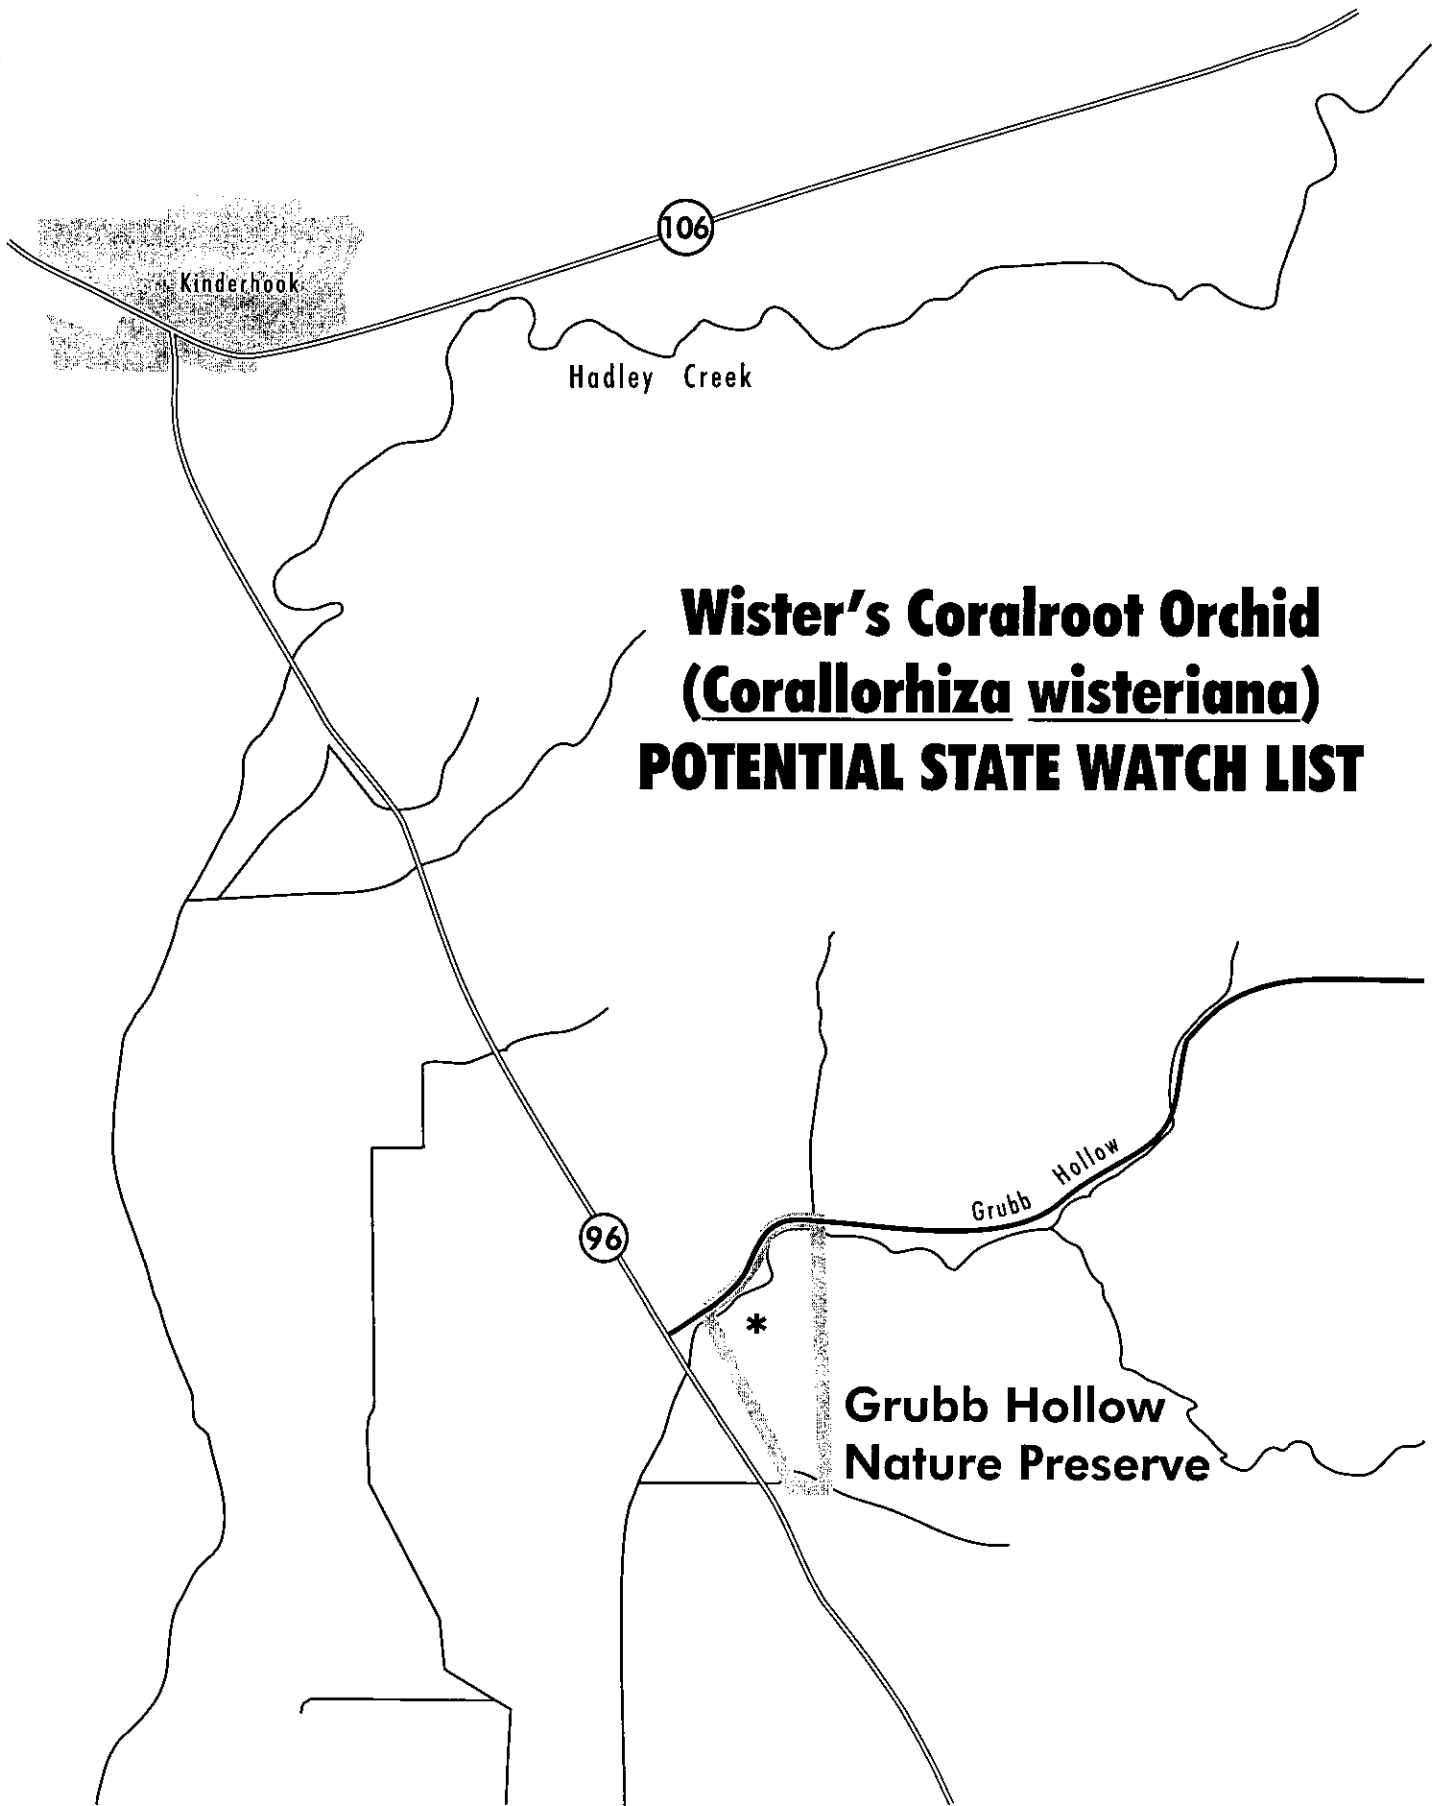 106
Kinderhook
Hadley Creek
Wister's Coralroot Orchid
(Corallorhiza wisteriana)
POTENTIAL STATE WATCH LIST
Grubb Hollow
96
*
Grubb Hollow
Nature Preserve